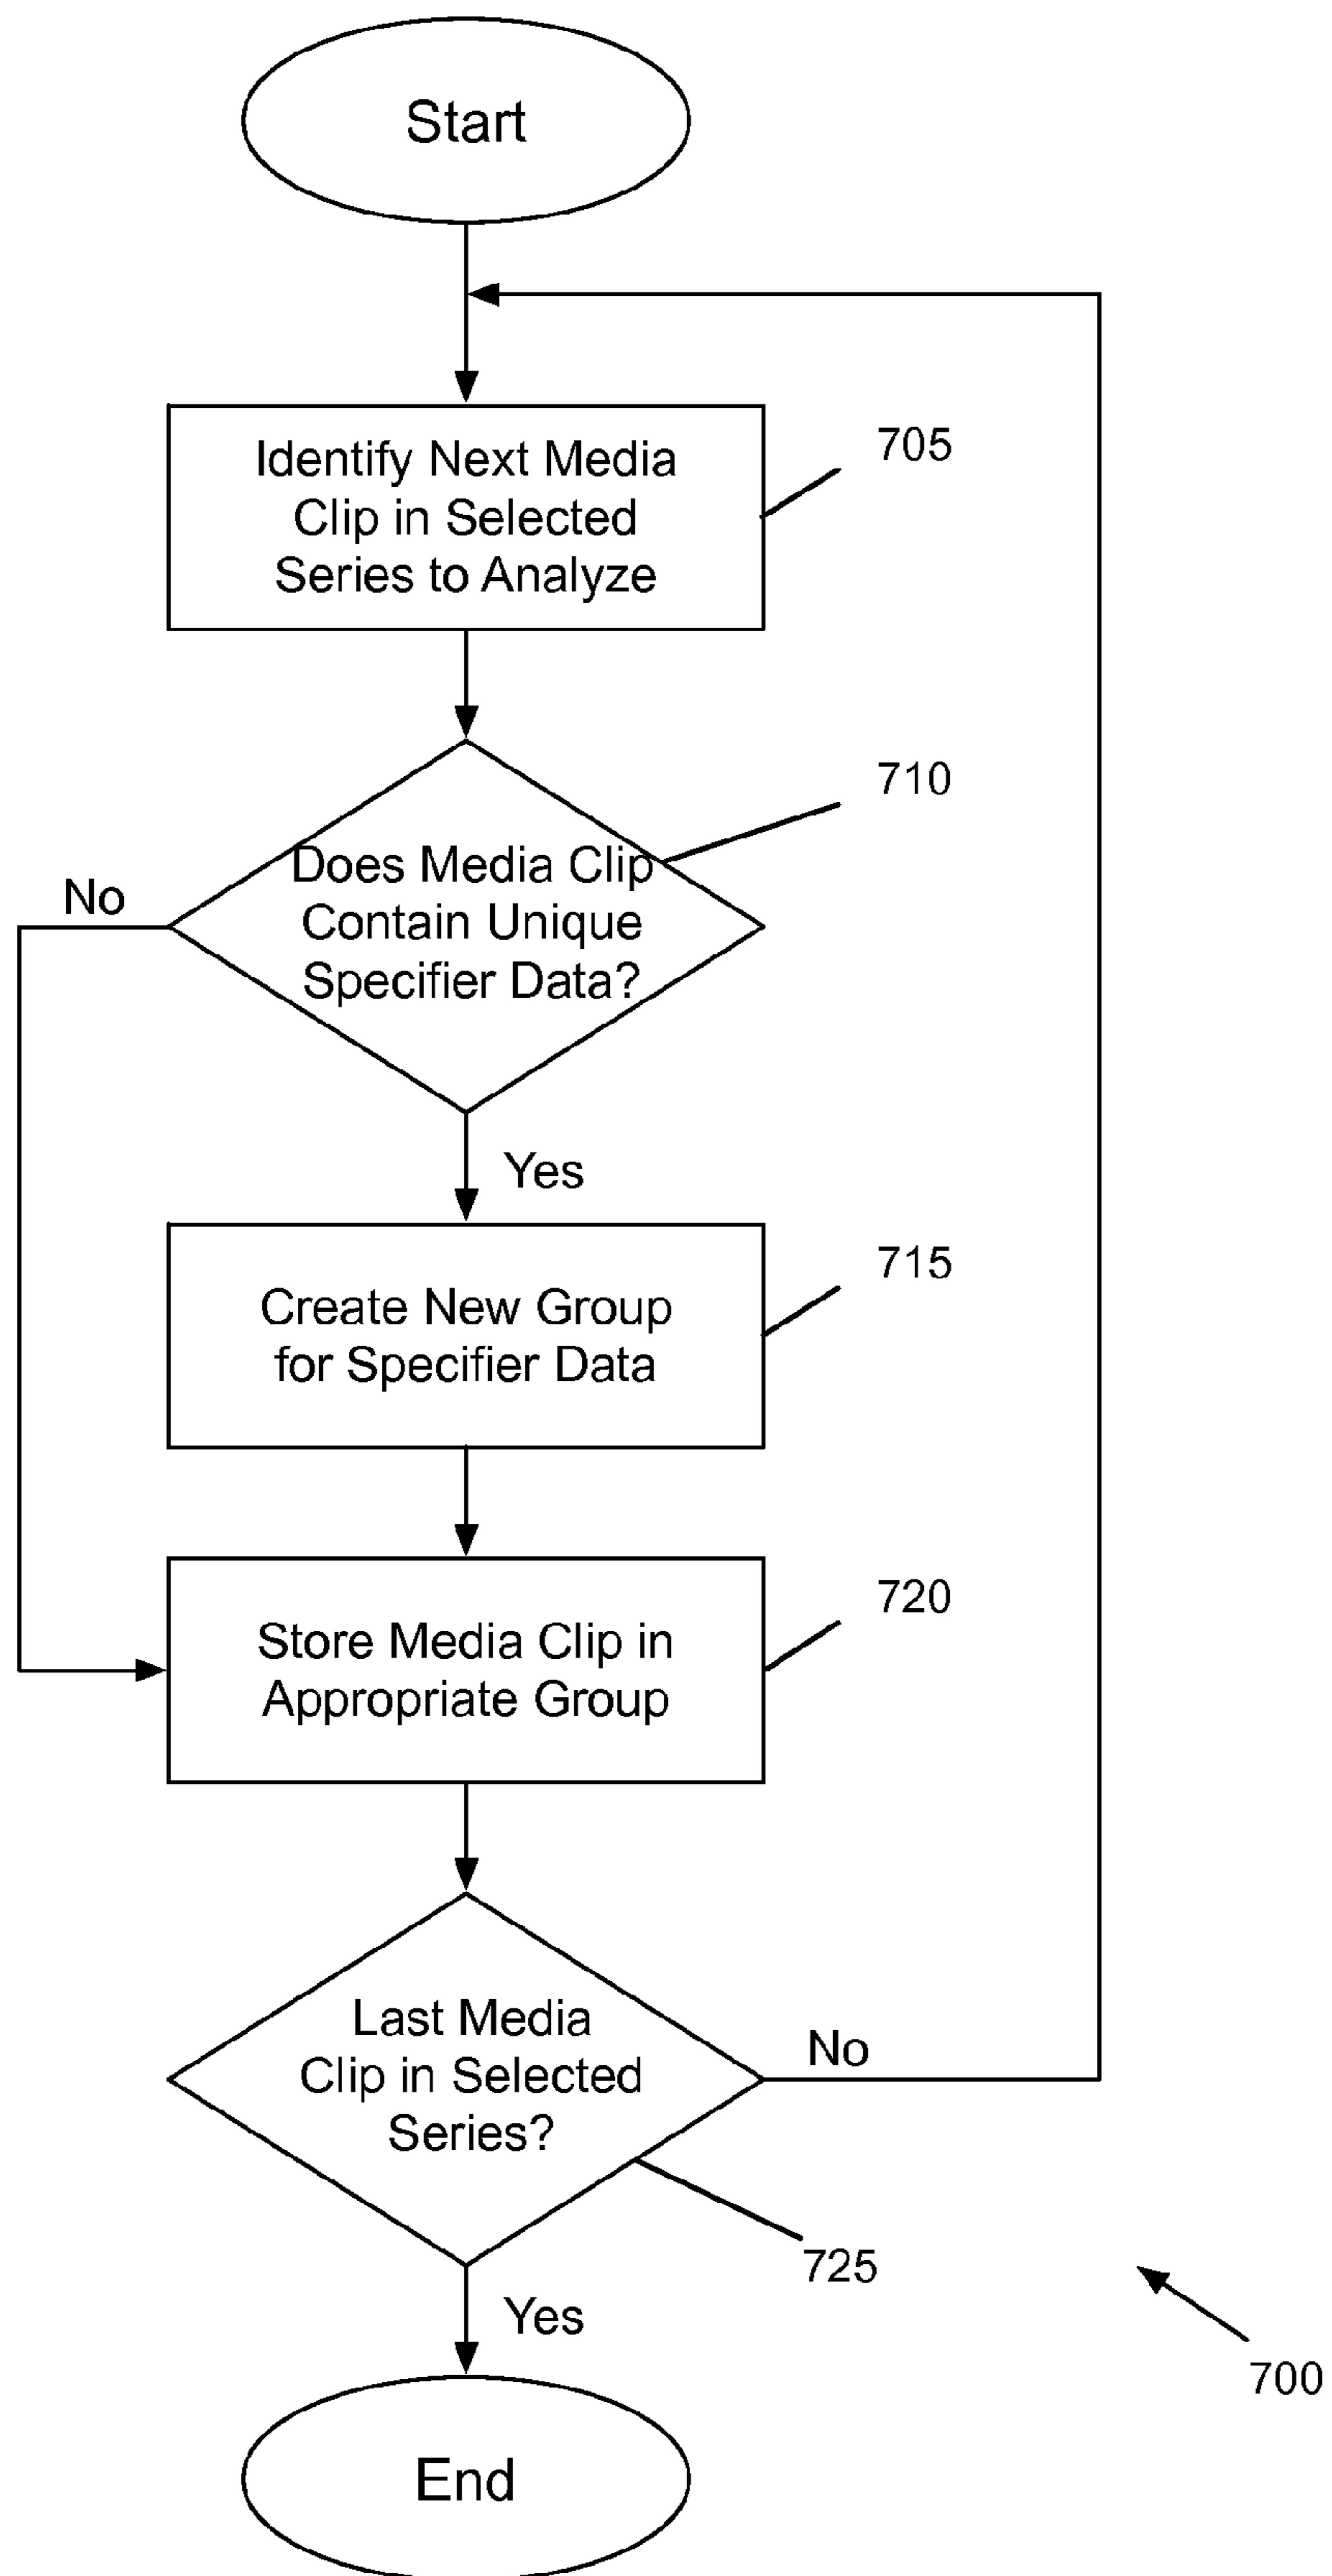 Start
Identify Next Media
Clip in Selected
Series to Analyze
705
Does Media Clip
Contain Unique
Specifier Data?
710
No
Yes
Create New Group
for Specifier Data
715
Store Media Clip in
Appropriate Group
720
Last Media
Clip in Selected
Series?
No
725
Yes
End
700